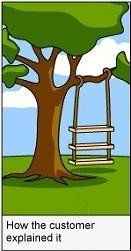 How the customer
explained it